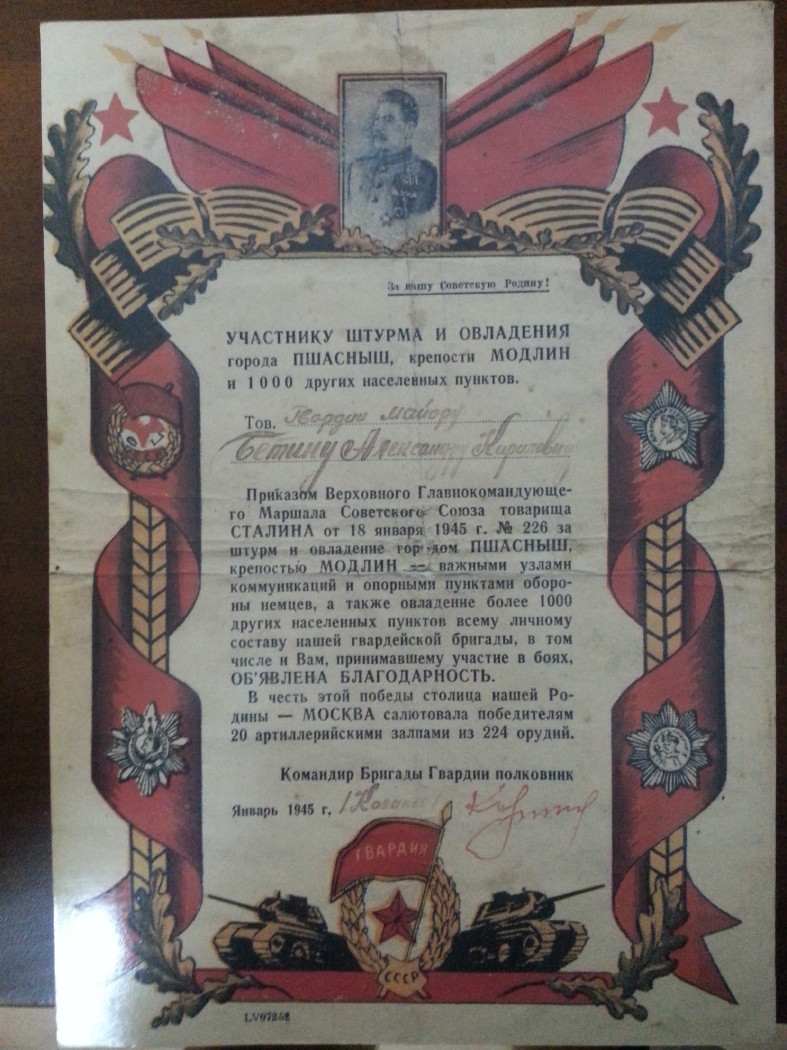 За нашу Советскую Родину!
УЧАСТНИКУ ШТУРМА И ОВЛАДЕНИЯ
города ПШАСНЫШ, крепости МОДЛИН
и 1000 других населенных пунктов.
Тов. Гвардии майору
Бетину Александру Карповичу
Приказом Верховного Главнокомандующе-
го Маршала Советского Союза товарища
СТАЛИНА от 18 января 1945 г. № 226 за
штурм и овладение городом ПШАСНЫШ,
крепостью МОДЛИН — важными узлами
коммуникаций и опорными пунктами оборо-
ны немцев, а также овладение более 1000
других населенных пунктов всему личному
составу нашей гвардейской бригады, в том
числе и Вам, принимавшему участие в боях,
ОБ'ЯВЛЕНА БЛАГОДАРНОСТЬ.
В честь этой победы столица нашей Ро-
дины — МОСКВА салютовала победителям
20 артиллерийскими залпами из 224 орудий.
Командир Бригады Гвардии полковник
Январь 1945 г.
ГВАРДИЯ
СССР
LV07252